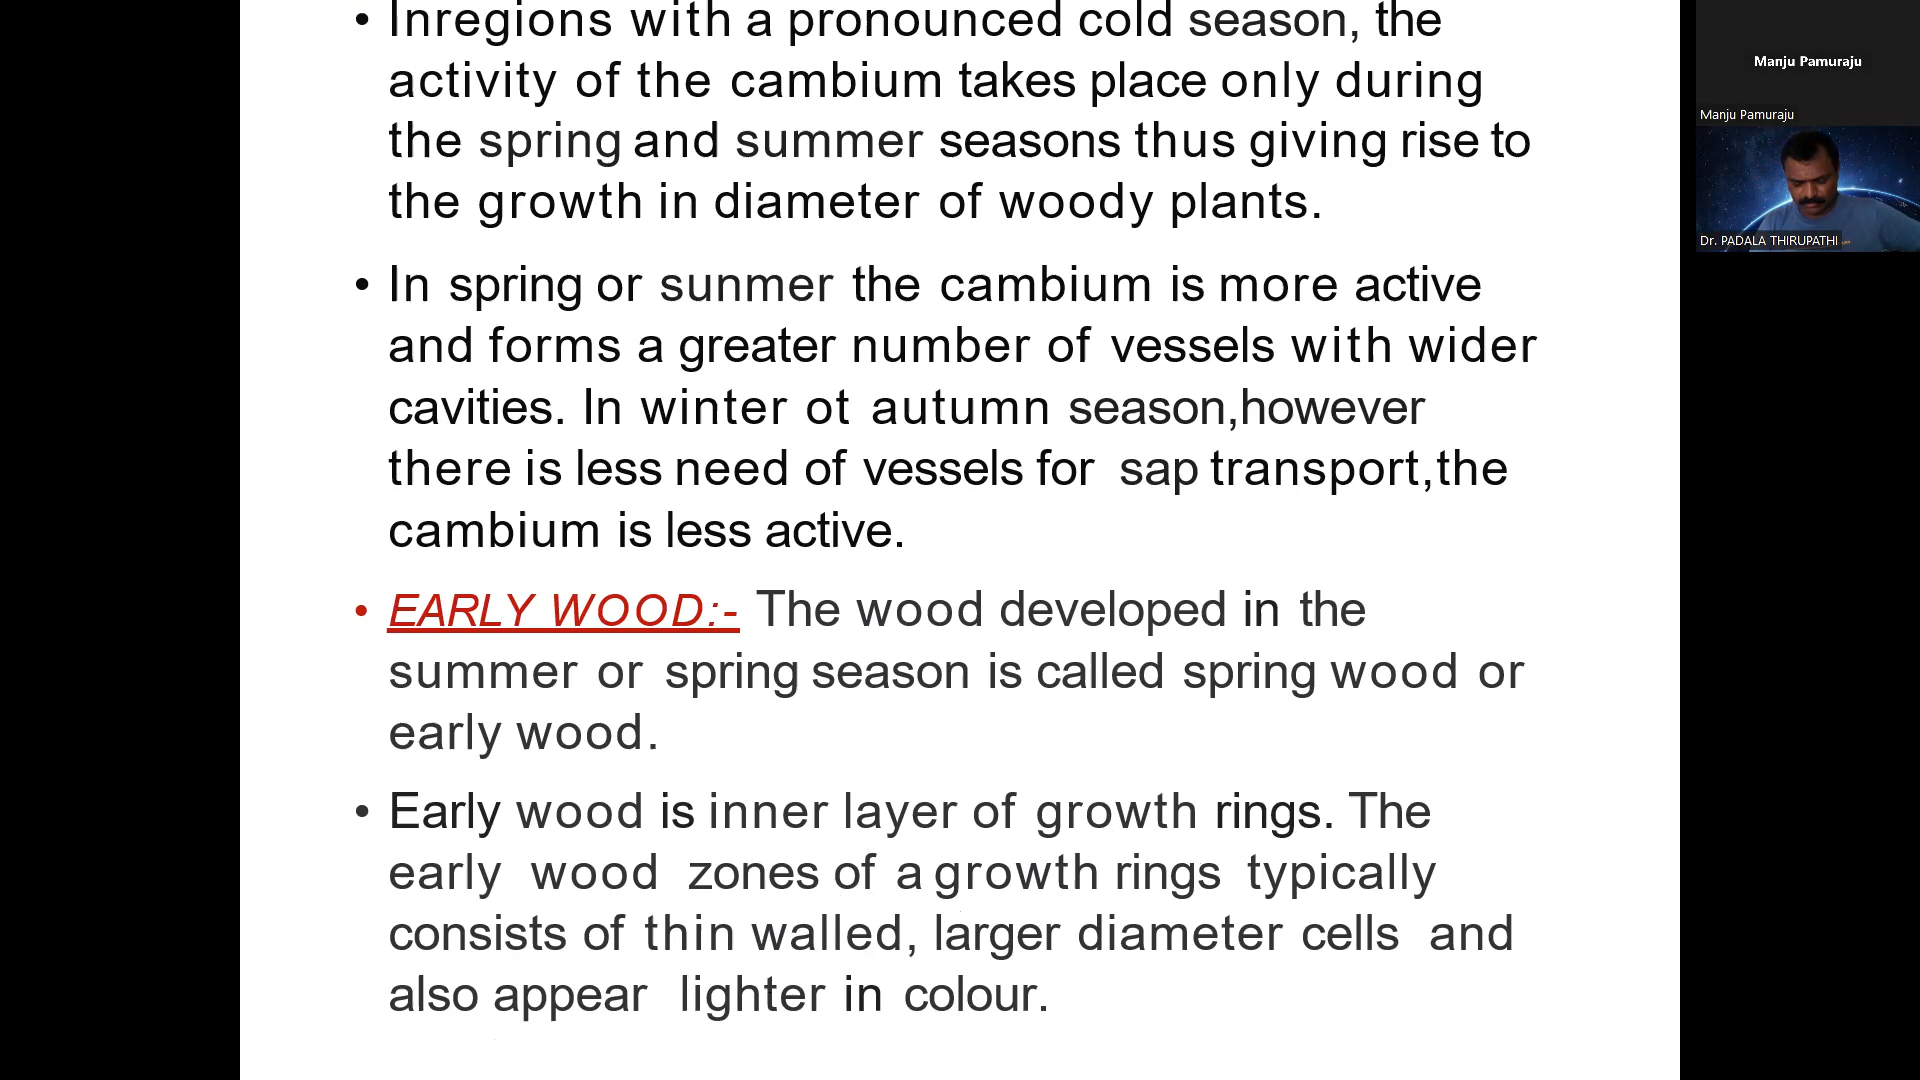 • Inregions with a pronounced cold season, the
activity of the cambium takes place only during
the spring and summer seasons thus giving rise to
the growth in diameter of woody plants.
• In spring or sunmer the cambium is more active
and forms a greater number of vessels with wider
cavities. In winter ot autumn season,however
there is less need of vessels for sap transport,the
cambium is less active.
• EARLY WOOD:- The wood developed in the
summer or spring season is called spring wood or
early wood.
• Early wood is inner layer of growth rings. The
early wood zones of a growth rings typically
consists of thin walled, larger diameter cells and
also appear lighter in colour.
Manju Pamuraju
Manju Pamuraju
Dr. PADALA THIRUPATHI